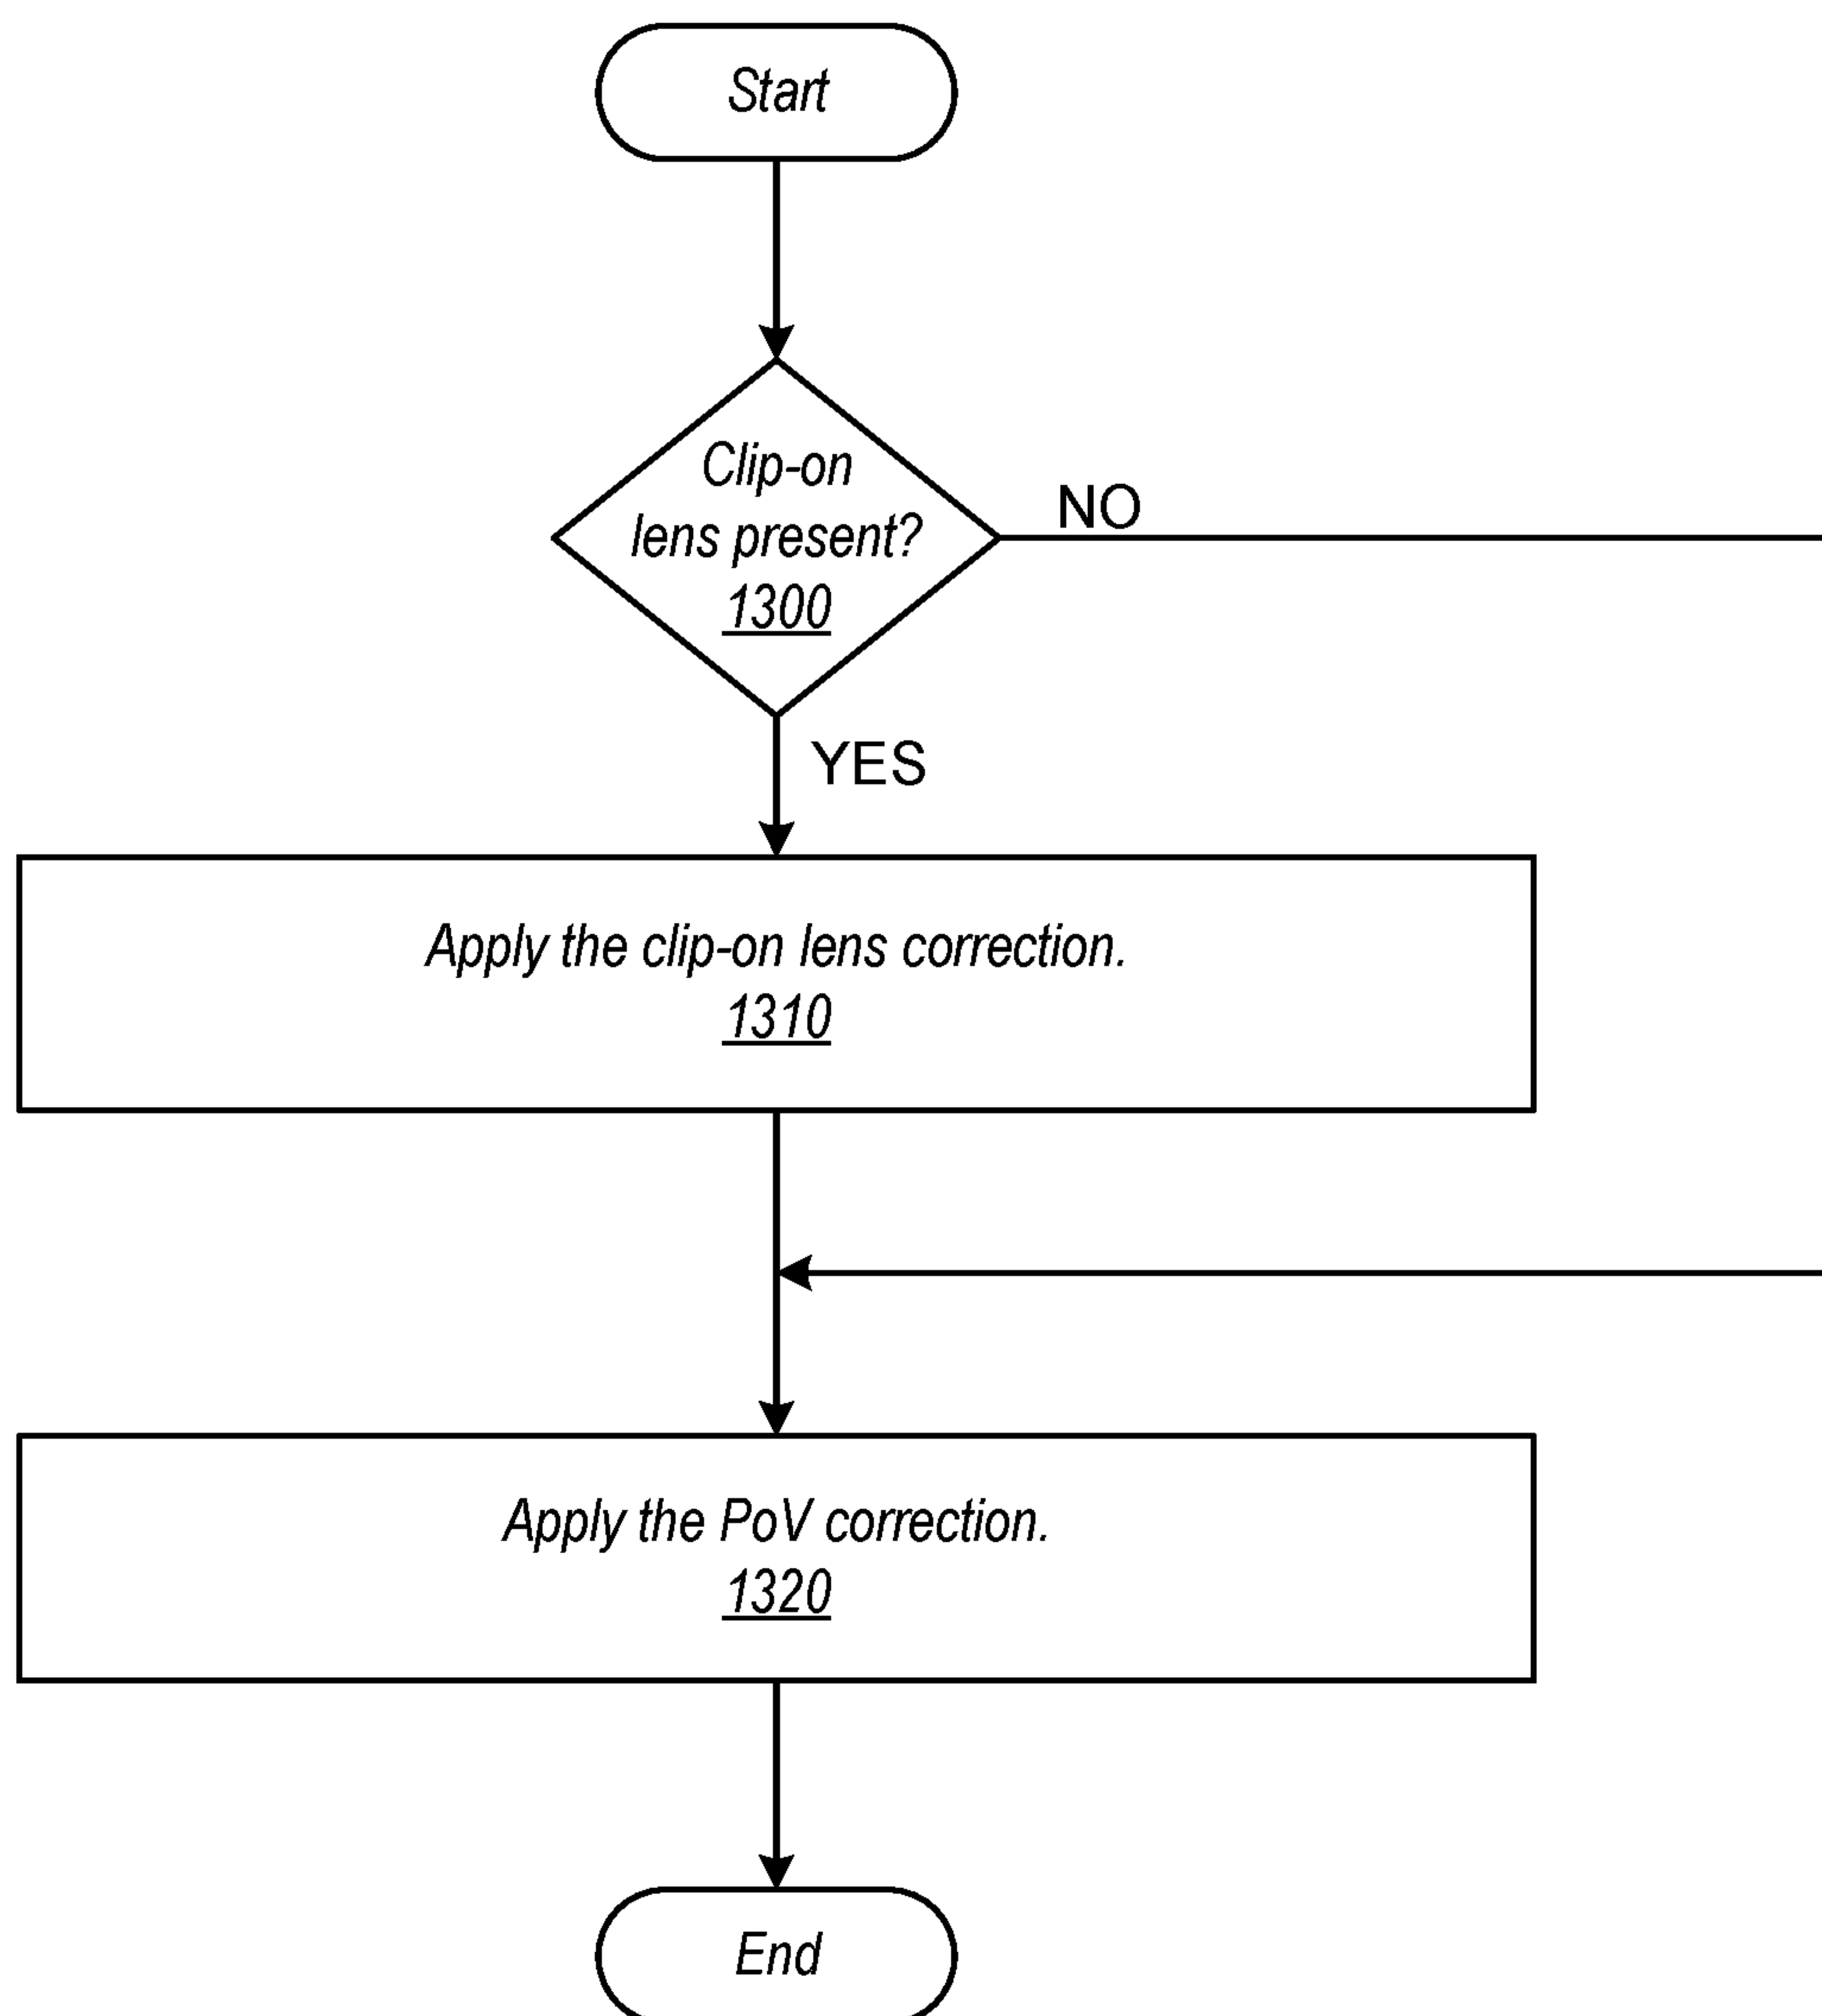 Start
Clip-on
lens present?
1300
NO
YES
Apply the clip-on lens correction.
1310
Apply the PoV correction.
1320
End